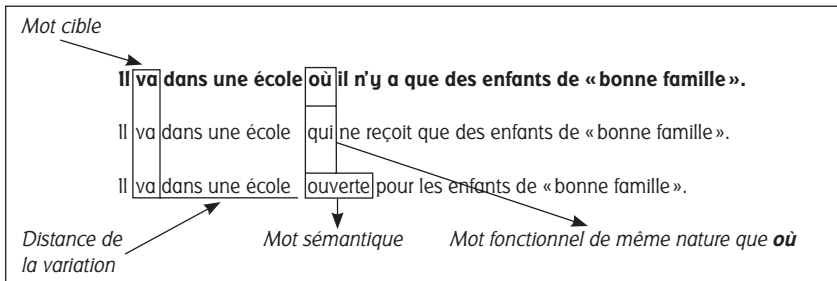 Mot cible
Il va dans une école où il n'y a que des enfants de « bonne famille ».
Il va dans une école qui ne reçoit que des enfants de « bonne famille ».
Il va dans une école ouverte pour les enfants de « bonne famille ».
Distance de la variation
Mot sémantique
Mot fonctionnel de même nature que où